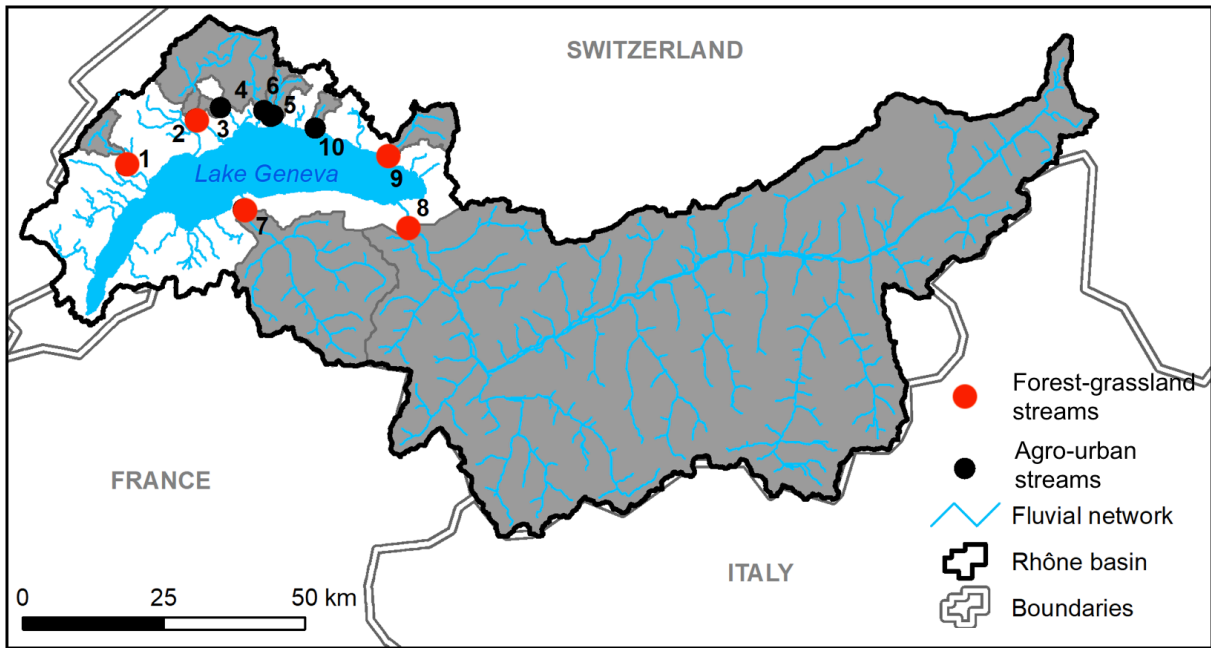 SWITZERLAND
4
6
5
2
3
1
10
Lake Geneva
9
8
7
Forest-grassland
streams
Agro-urban
streams
FRANCE
Fluvial network
ITALY
Rhône basin
0
25
50 km
Boundaries